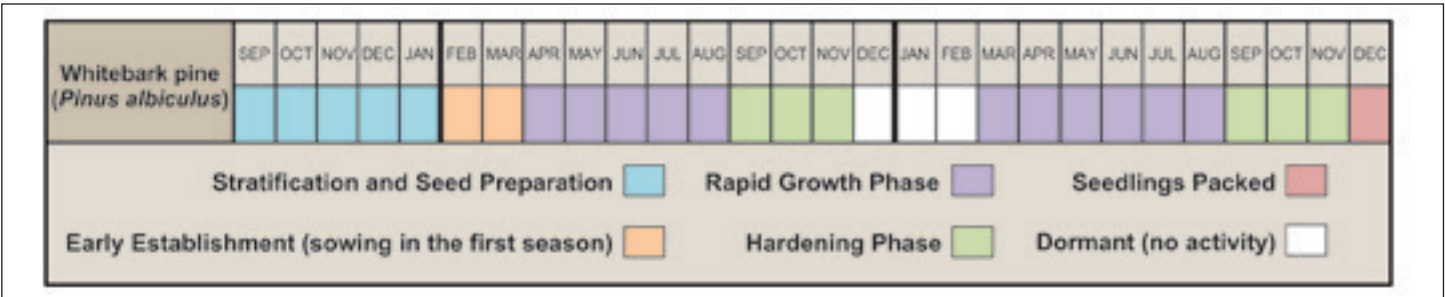 Whitebark pine
(Pinus albiculus)
SEP OCT NOV DEC JAN FEB MAR APR MAY JUN JUL AUG SEP OCT NOV DEC JAN FEB MAR APR MAY JUN JUL AUG SEP OCT NOV DEC
Stratification and Seed Preparation Rapid Growth Phase Seedlings Packed
Early Establishment (sowing in the first season) Hardening Phase Dormant (no activity)